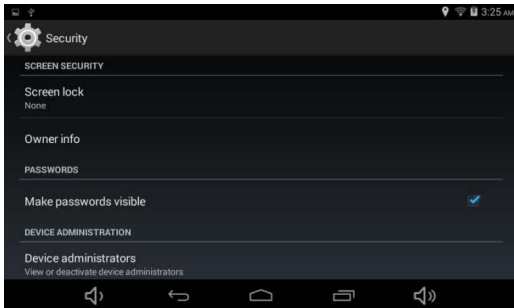 3:25 AM
Security
SCREEN SECURITY
Screen lock
None
Owner info
PASSWORDS
Make passwords visible
DEVICE ADMINISTRATION
Device administrators
View or deactivate device administrators